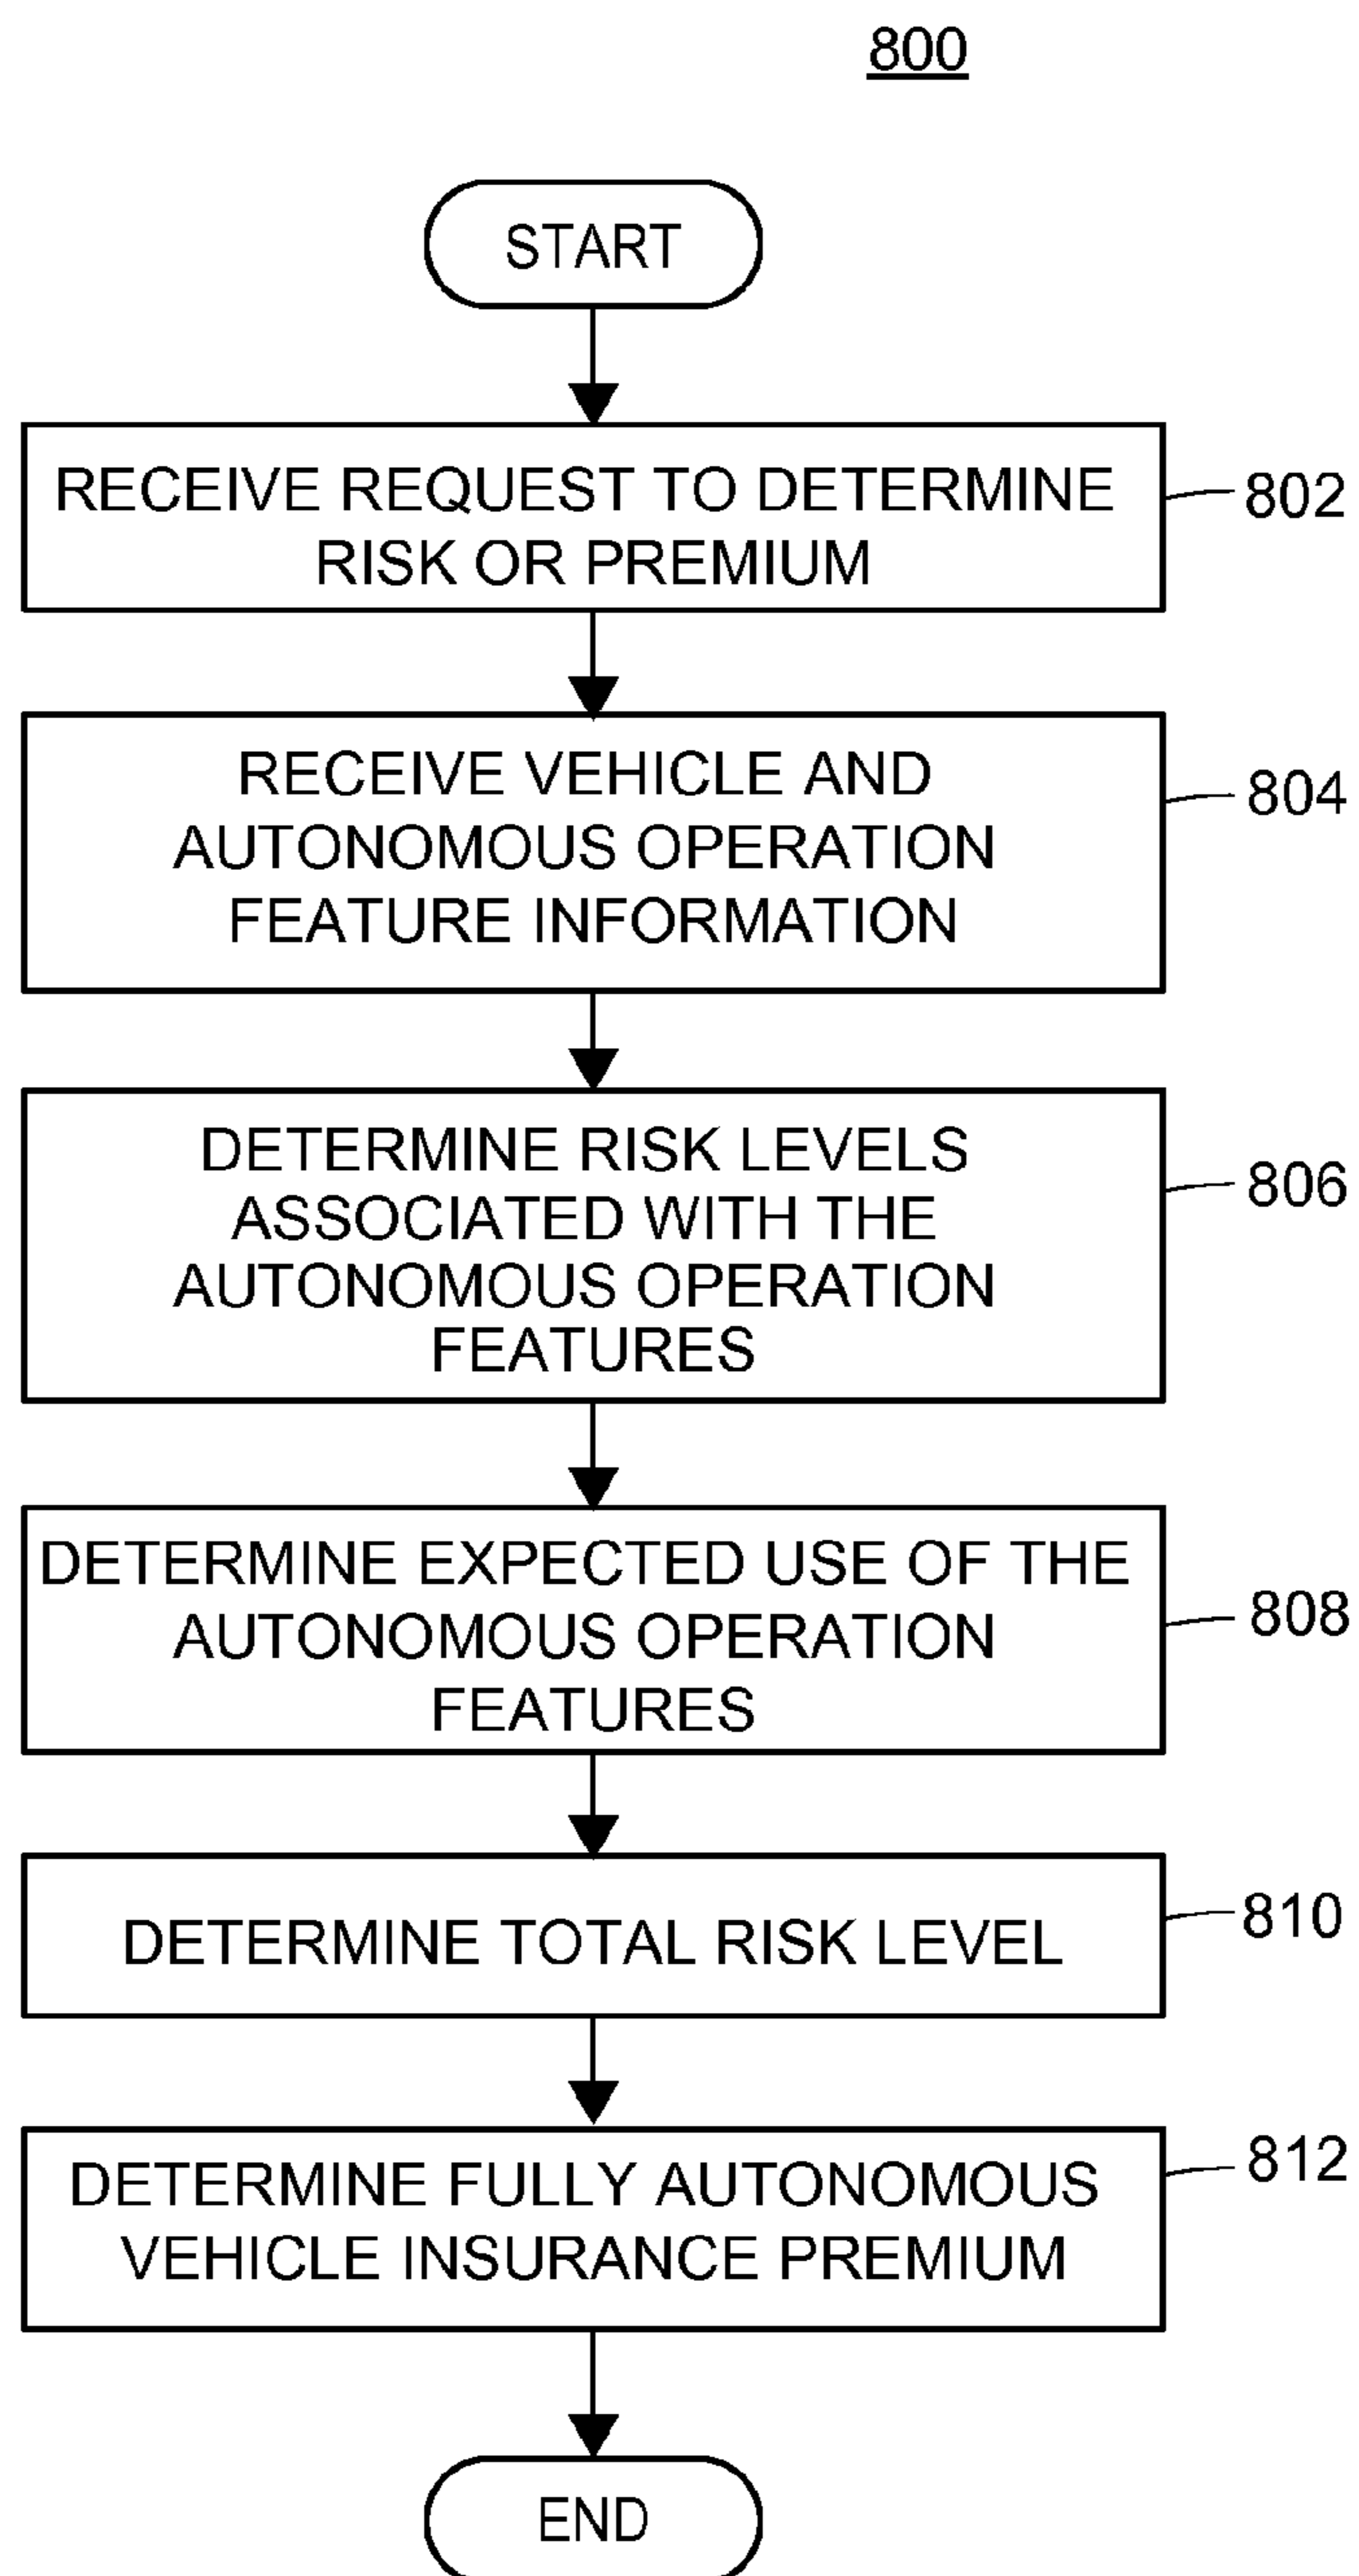 800
START
RECEIVE REQUEST TO DETERMINE
RISK OR PREMIUM
802
RECEIVE VEHICLE AND
AUTONOMOUS OPERATION
FEATURE INFORMATION
804
DETERMINE RISK LEVELS
ASSOCIATED WITH THE
AUTONOMOUS OPERATION
FEATURES
806
DETERMINE EXPECTED USE OF THE
AUTONOMOUS OPERATION
FEATURES
808
DETERMINE TOTAL RISK LEVEL
810
DETERMINE FULLY AUTONOMOUS
VEHICLE INSURANCE PREMIUM
812
END